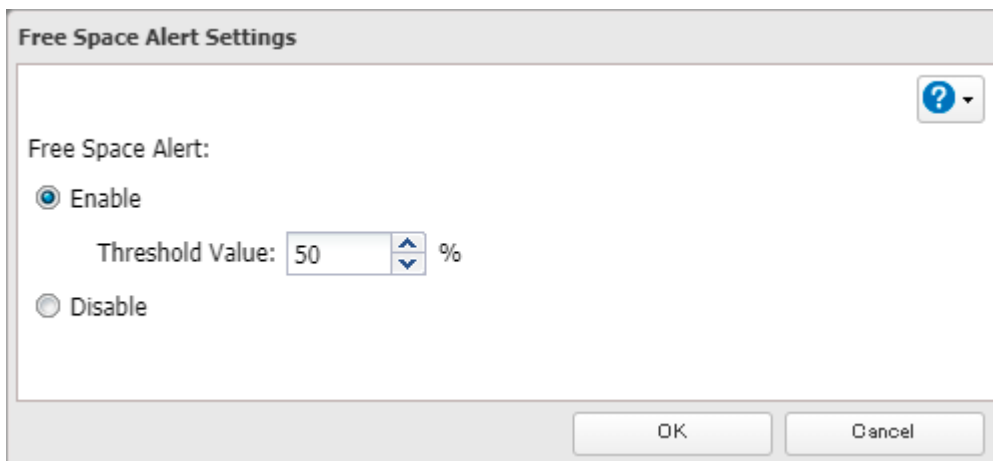 Free Space Alert Settings
?
Free Space Alert:
Enable
Threshold Value: 50 %
Disable
OK Cancel